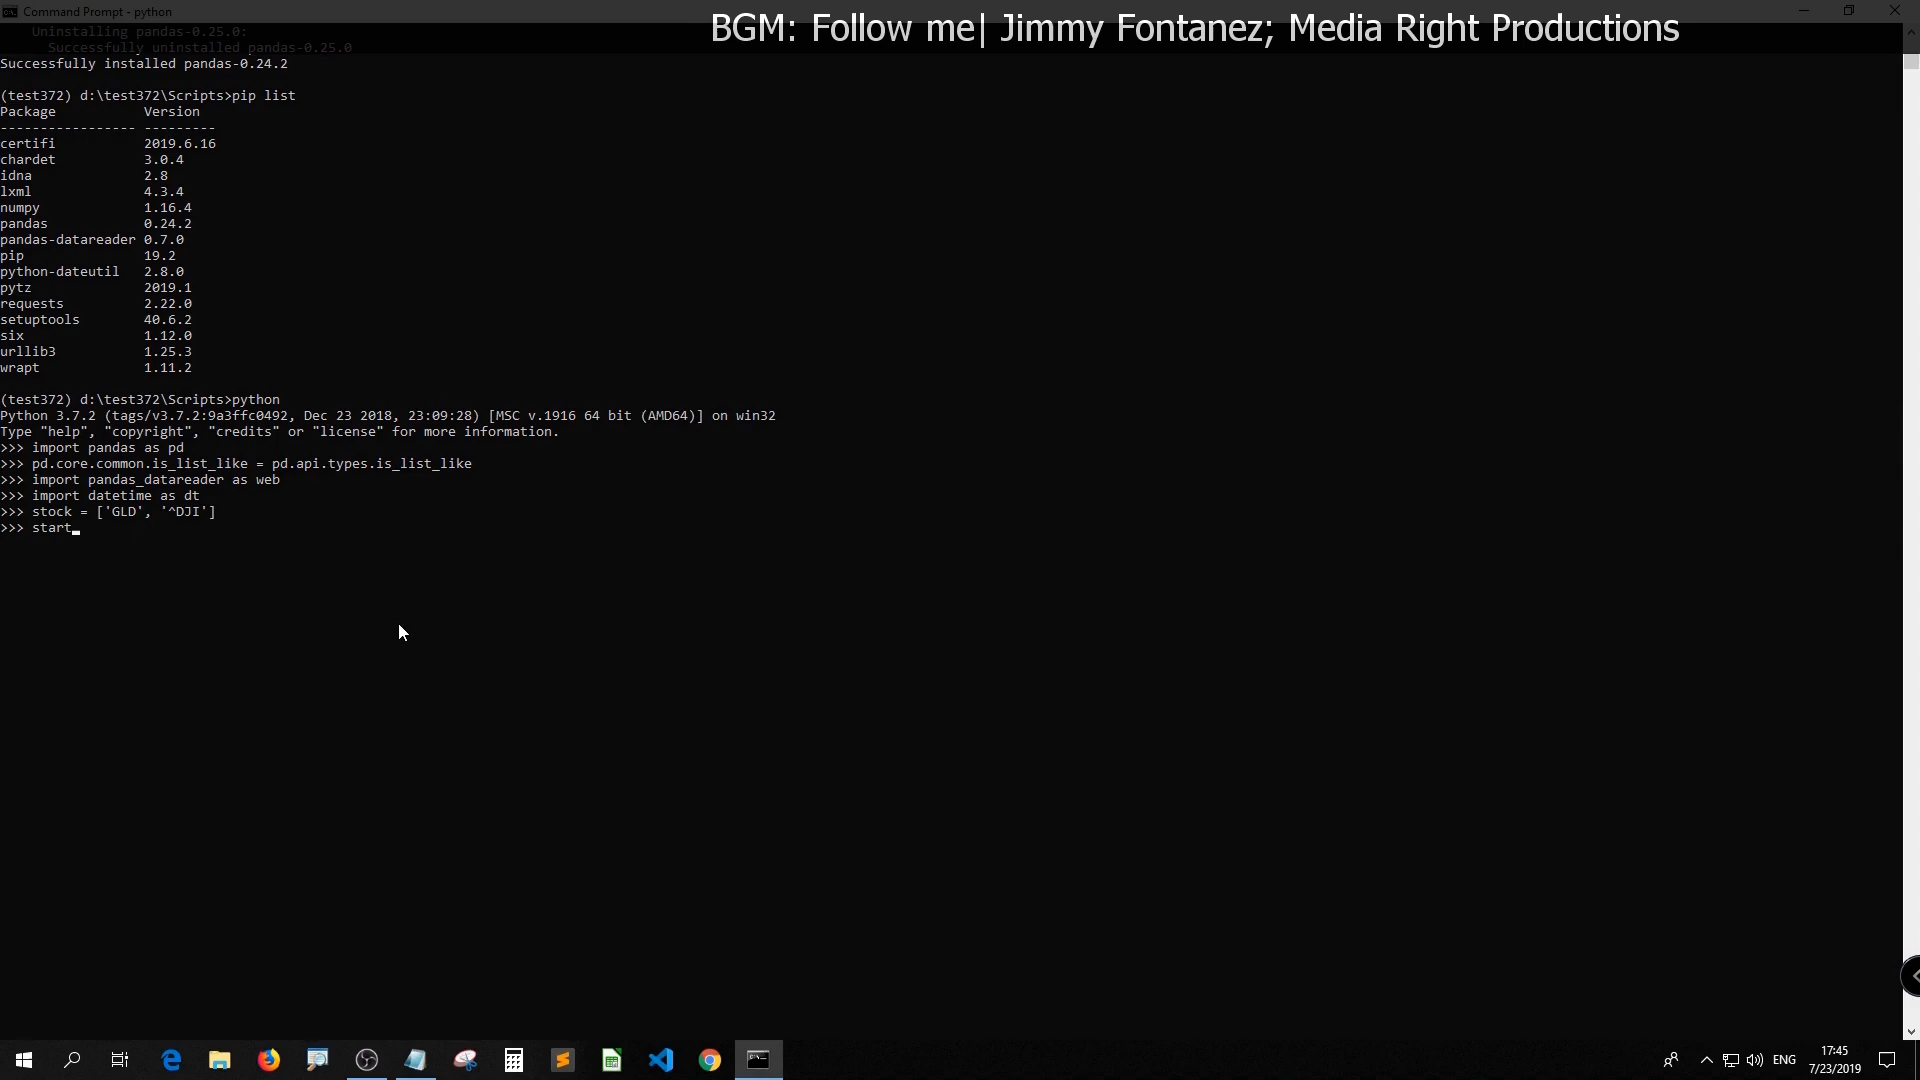 Command Prompt - python
BGM: Follow me| Jimmy Fontanez; Media Right Productions
Uninstalling pandas-0.25.0:
Successfully uninstalled pandas-0.25.0
Successfully installed pandas-0.24.2
(test372) d:\test372\Scripts>pip list
Package Version
----------------- ---------
certifi 2019.6.16
chardet 3.0.4
idna 2.8
lxml 4.3.4
numpy 1.16.4
pandas 0.24.2
pandas-datareader 0.7.0
pip 19.2
python-dateutil 2.8.0
pytz 2019.1
requests 2.22.0
setuptools 40.6.2
six 1.12.0
urllib3 1.25.3
wrapt 1.11.2
(test372) d:\test372\Scripts>python
Python 3.7.2 (tags/v3.7.2:9a3ffc0492, Dec 23 2018, 23:09:28) [MSC v.1916 64 bit (AMD64)] on win32
Type "help", "copyright", "credits" or "license" for more information.
>>> import pandas as pd
>>> pd.core.common.is_list_like = pd.api.types.is_list_like
>>> import pandas_datareader as web
>>> import datetime as dt
>>> stock = ['GLD', '^DJI']
>>> start
ENG
17:45
7/23/2019